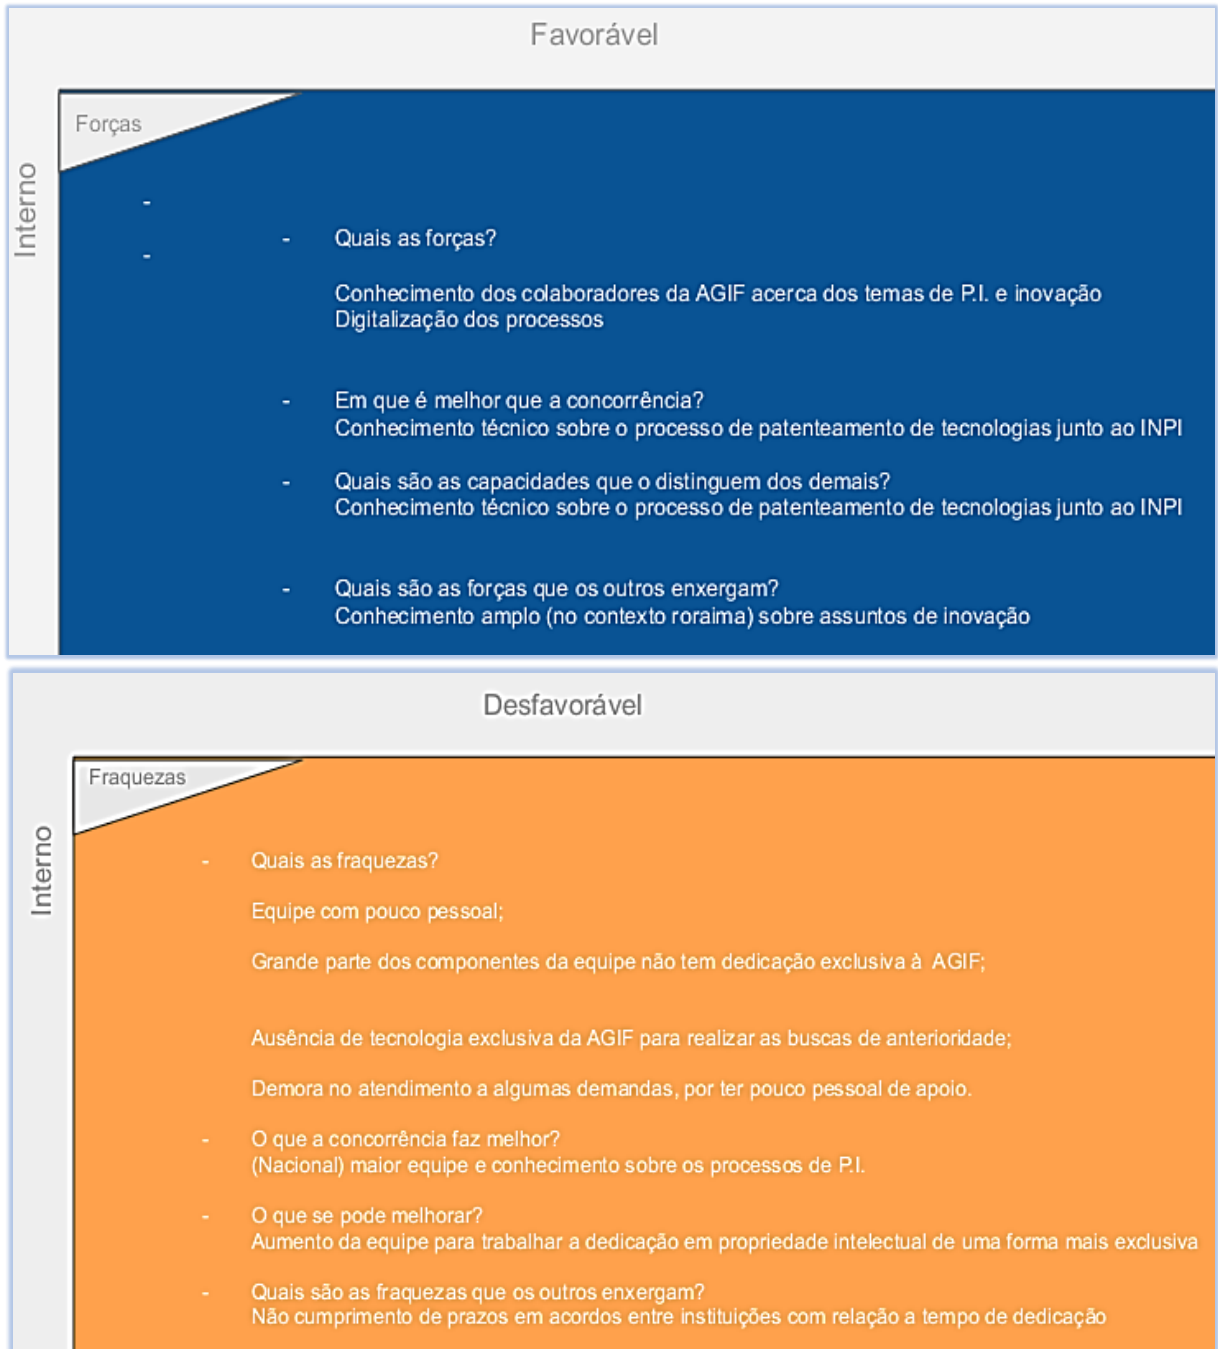 Favorável
Forças
Interno
-
-
- Quais as forças?
Conhecimento dos colaboradores da AGIF acerca dos temas de P.I. e inovação
Digitalização dos processos
- Em que é melhor que a concorrência?
Conhecimento técnico sobre o processo de patenteamento de tecnologias junto ao INPI
- Quais são as capacidades que o distinguem dos demais?
Conhecimento técnico sobre o processo de patenteamento de tecnologias junto ao INPI
- Quais são as forças que os outros enxergam?
Conhecimento amplo (no contexto roraima) sobre assuntos de inovação
Desfavorável
Fraquezas
Interno
- Quais as fraquezas?
Equipe com pouco pessoal;
Grande parte dos componentes da equipe não tem dedicação exclusiva à AGIF;
Ausência de tecnologia exclusiva da AGIF para realizar as buscas de anterioridade;
Demora no atendimento a algumas demandas, por ter pouco pessoal de apoio.
- O que a concorrência faz melhor?
(Nacional) maior equipe e conhecimento sobre os processos de P.I.
- O que se pode melhorar?
Aumento da equipe para trabalhar a dedicação em propriedade intelectual de uma forma mais exclusiva
- Quais são as fraquezas que os outros enxergam?
Não cumprimento de prazos em acordos entre instituições com relação a tempo de dedicação